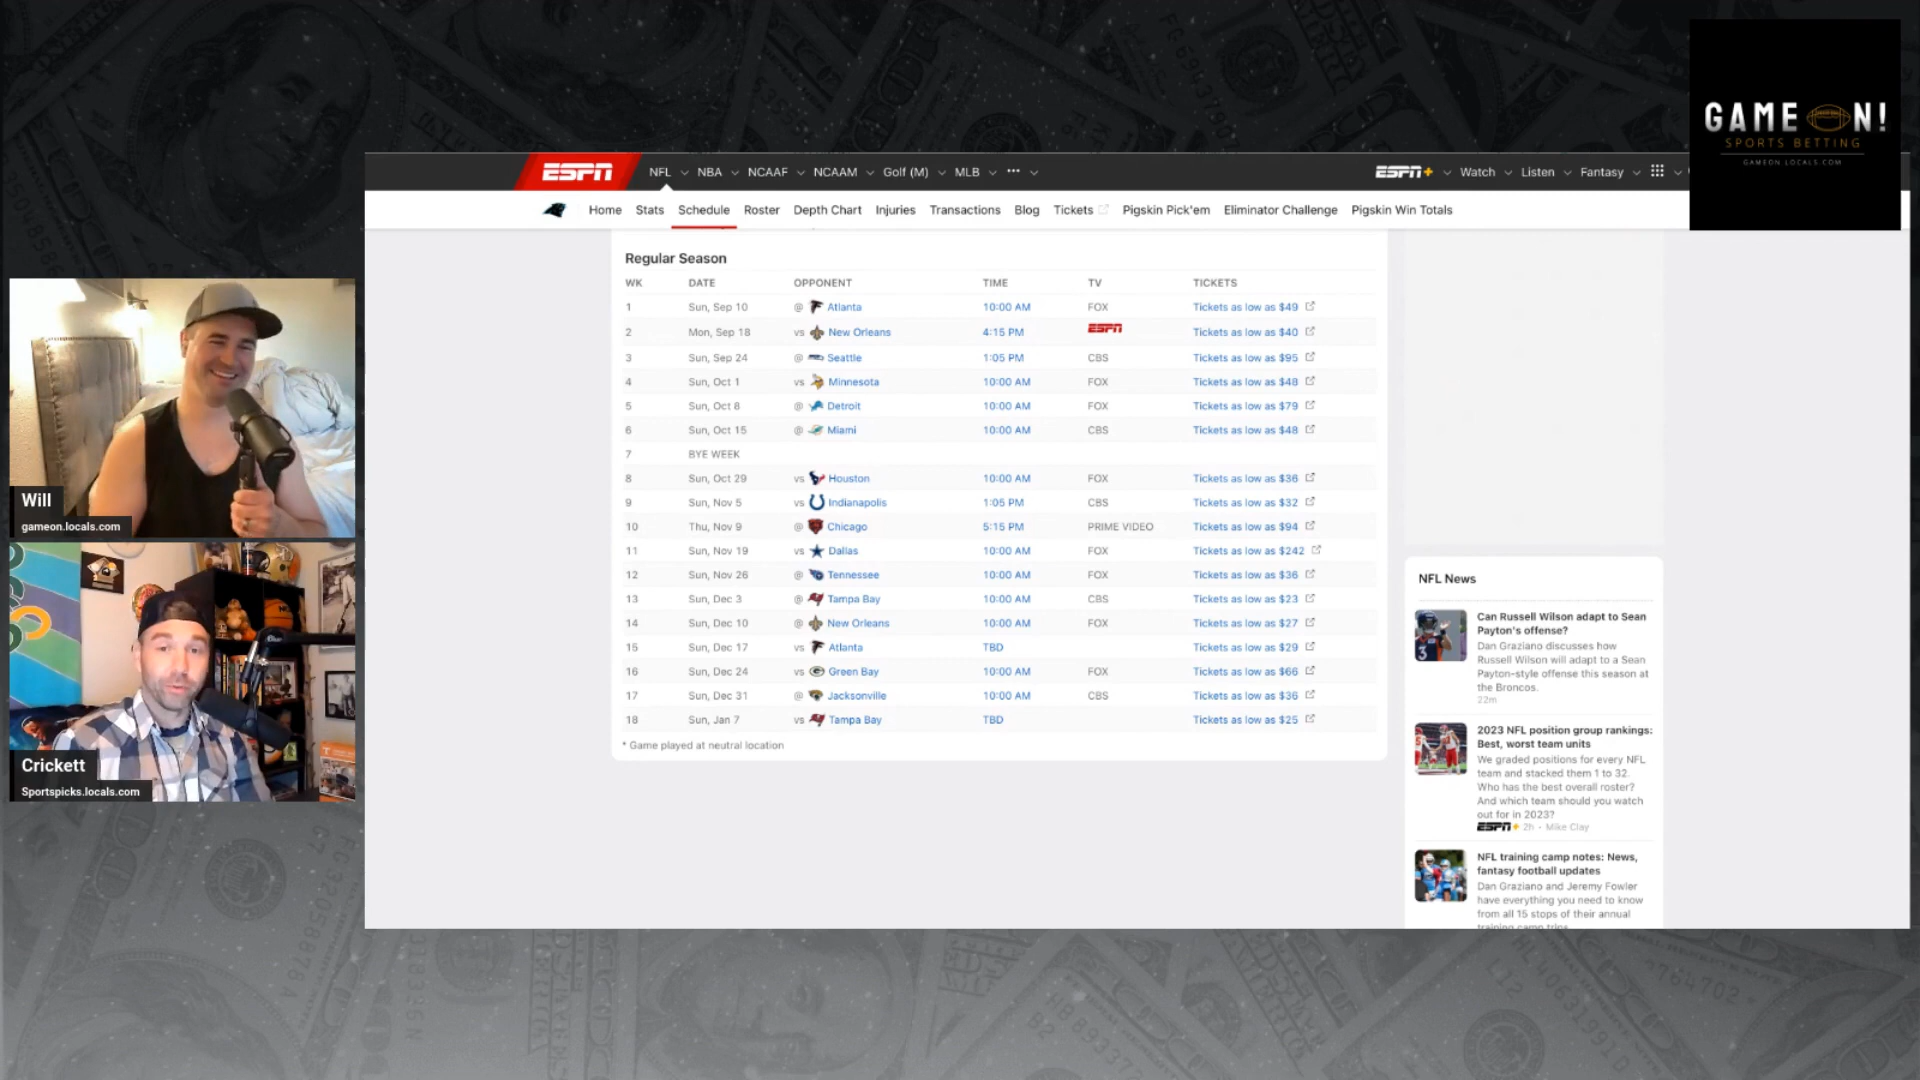 GAME ON!
SPORTS BETTING
GAMEON.LOCALS.COM
ESPN NFL NBA NCAAF NCAAM Golf (M) MLB ••• ESPN+ Watch Listen Fantasy
Home Stats Schedule Roster Depth Chart Injuries Transactions Blog Tickets Pigskin Pick'em Eliminator Challenge Pigskin Win Totals
Regular Season
WK DATE OPPONENT TIME TV TICKETS
1 Sun, Sep 10 @ Atlanta 10:00 AM FOX Tickets as low as $49
2 Mon, Sep 18 vs New Orleans 4:15 PM ESPN Tickets as low as $40
3 Sun, Sep 24 @ Seattle 1:05 PM CBS Tickets as low as $95
4 Sun, Oct 1 vs Minnesota 10:00 AM FOX Tickets as low as $48
5 Sun, Oct 8 @ Detroit 10:00 AM FOX Tickets as low as $79
6 Sun, Oct 15 @ Miami 10:00 AM CBS Tickets as low as $48
7 BYE WEEK
8 Sun, Oct 29 vs Houston 10:00 AM FOX Tickets as low as $36
9 Sun, Nov 5 vs Indianapolis 1:05 PM CBS Tickets as low as $32
10 Thu, Nov 9 @ Chicago 5:15 PM PRIME VIDEO Tickets as low as $94
11 Sun, Nov 19 vs Dallas 10:00 AM FOX Tickets as low as $242
12 Sun, Nov 26 @ Tennessee 10:00 AM FOX Tickets as low as $36
13 Sun, Dec 3 @ Tampa Bay 10:00 AM CBS Tickets as low as $23
14 Sun, Dec 10 @ New Orleans 10:00 AM FOX Tickets as low as $27
15 Sun, Dec 17 vs Atlanta TBD Tickets as low as $29
16 Sun, Dec 24 vs Green Bay 10:00 AM FOX Tickets as low as $66
17 Sun, Dec 31 @ Jacksonville 10:00 AM CBS Tickets as low as $36
18 Sun, Jan 7 vs Tampa Bay TBD Tickets as low as $25
* Game played at neutral location
NFL News
Can Russell Wilson adapt to Sean
Payton's offense?
Dan Graziano discusses how
Russell Wilson will adapt to a Sean
Payton-style offense this season at
the Broncos.
22m
2023 NFL position group rankings:
Best, worst team units
We graded positions for every NFL
team and stacked them 1 to 32.
Who has the best overall roster?
And which team should you watch
out for in 2023?
ESPN+ 2h - Mike Clay
NFL training camp notes: News,
fantasy football updates
Dan Graziano and Jeremy Fowler
have everything you need to know
from all 15 stops of their annual
training camp trips.
Will
gameon.locals.com
Crickett
Sportspicks.locals.com